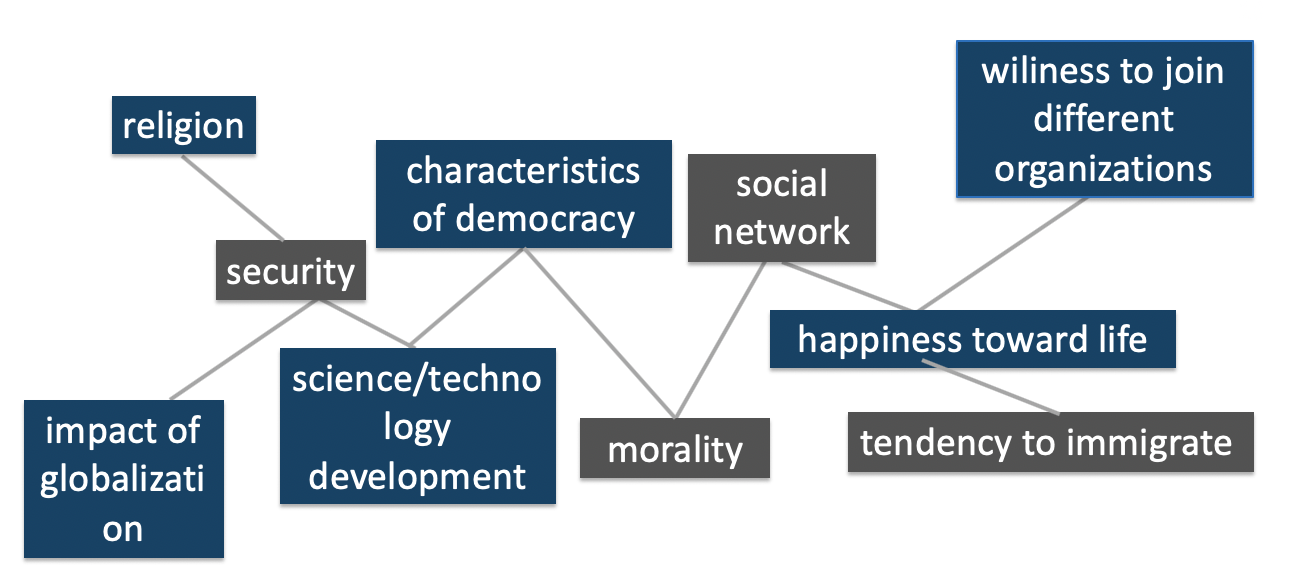 religion
characteristics
of democracy
social
network
wiliness to join
different
organizations
security
happiness toward life
science/techno
logy
development
impact of
globalizati
on
morality
tendency to immigrate